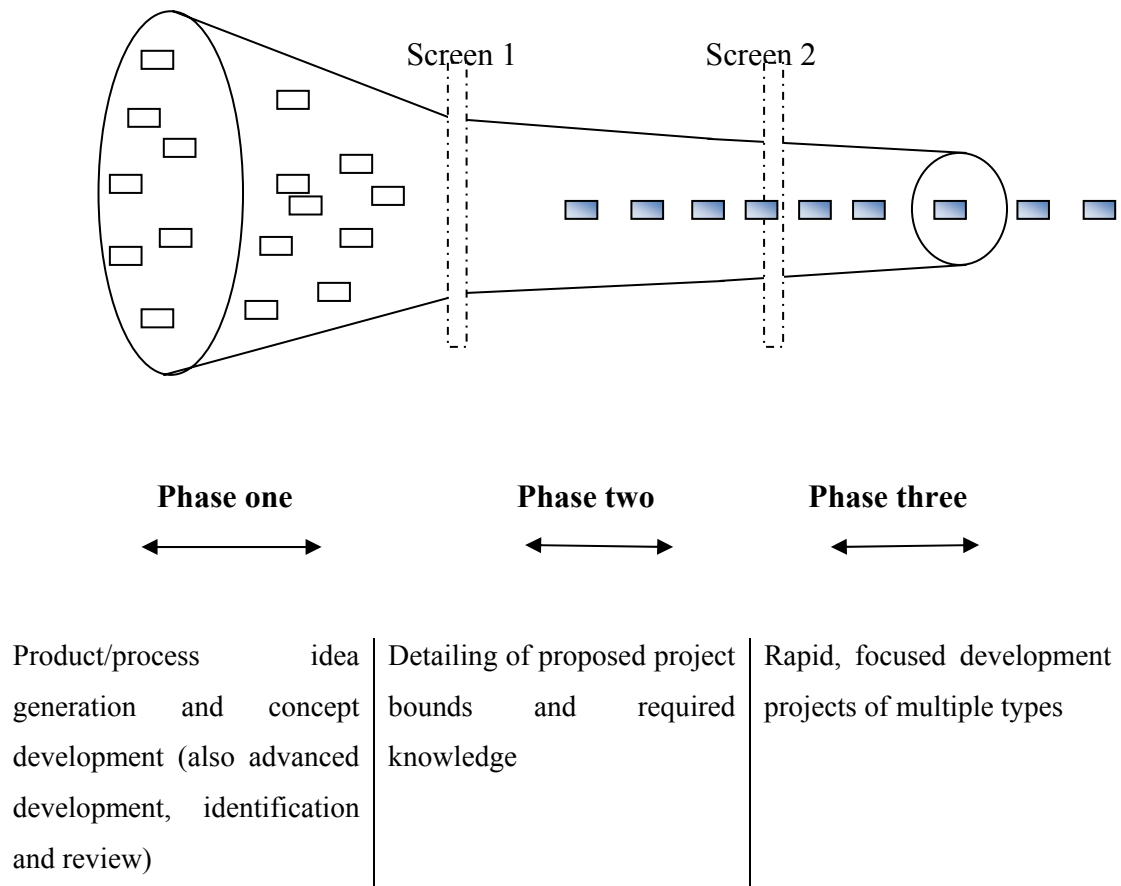 Screen 1
Screen 2
Phase one
Phase two
Phase three
Product/process idea
generation and concept
development (also advanced
development, identification
and review)
Detailing of proposed project
bounds and required
knowledge
Rapid, focused development
projects of multiple types